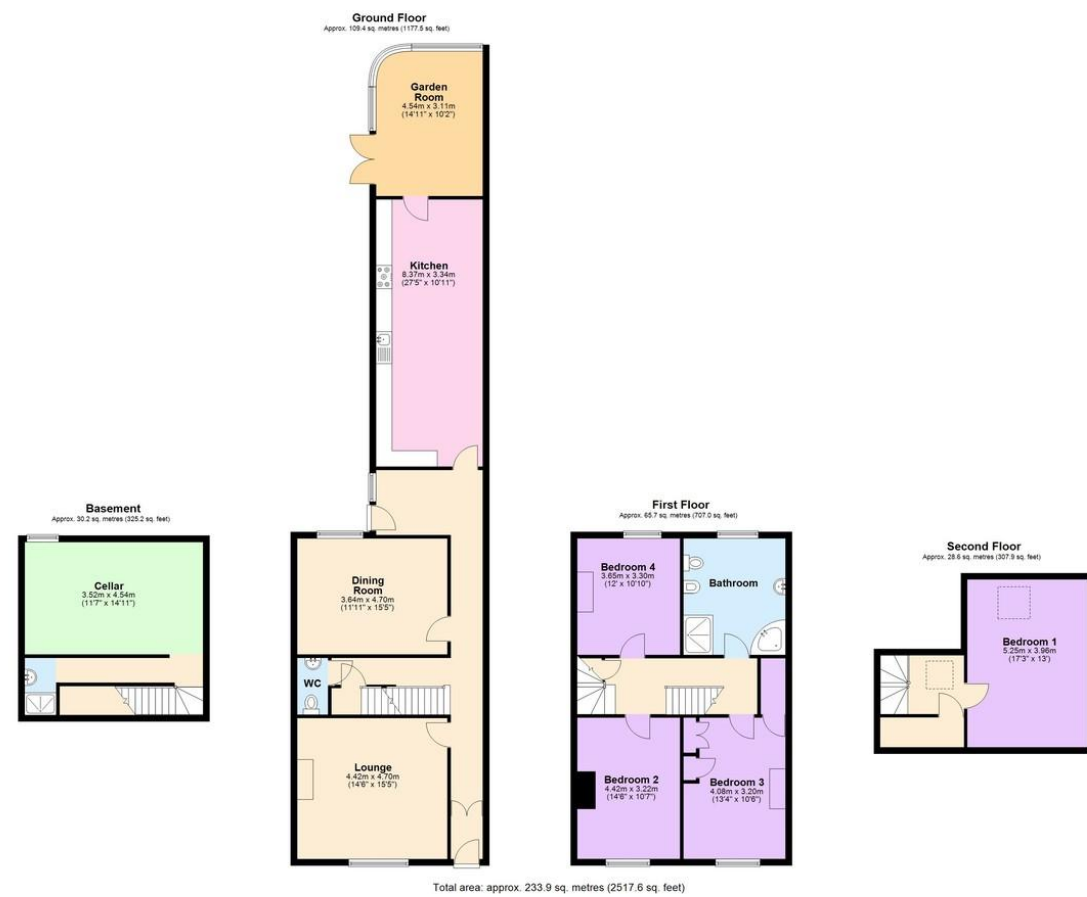 Ground Floor
Approx. 109.4 sq. metres (1177.5 sq. feet)
Garden
Room
4.54m x 3.11m
(14'11" x 10'2")
Kitchen
8.37m x 3.34m
(27'5" x 10'11")
Dining
Room
3.64m x 4.70m
(11'11" x 15'5")
WC
Lounge
4.42m x 4.70m
(14'6" x 15'5")
Basement
Approx. 30.2 sq. metres (325.2 sq. feet)
Cellar
3.52m x 4.54m
(11'7" x 14'11")
First Floor
Approx. 65.7 sq. metres (707.0 sq. feet)
Bedroom 4
3.65m x 3.30m
(12' x 10'10")
Bathroom
Bedroom 2
4.42m x 3.22m
(14'6" x 10'7")
Bedroom 3
4.08m x 3.20m
(13'4" x 10'6")
Second Floor
Approx. 28.6 sq. metres (307.9 sq. feet)
Bedroom 1
5.25m x 3.96m
(17'3" x 13')
Total area: approx. 233.9 sq. metres (2517.6 sq. feet)